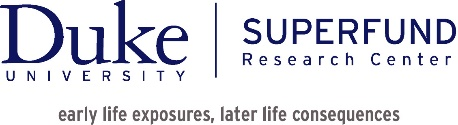 Duke
UNIVERSITY
SUPERFUND
Research Center
early life exposures, later life consequences